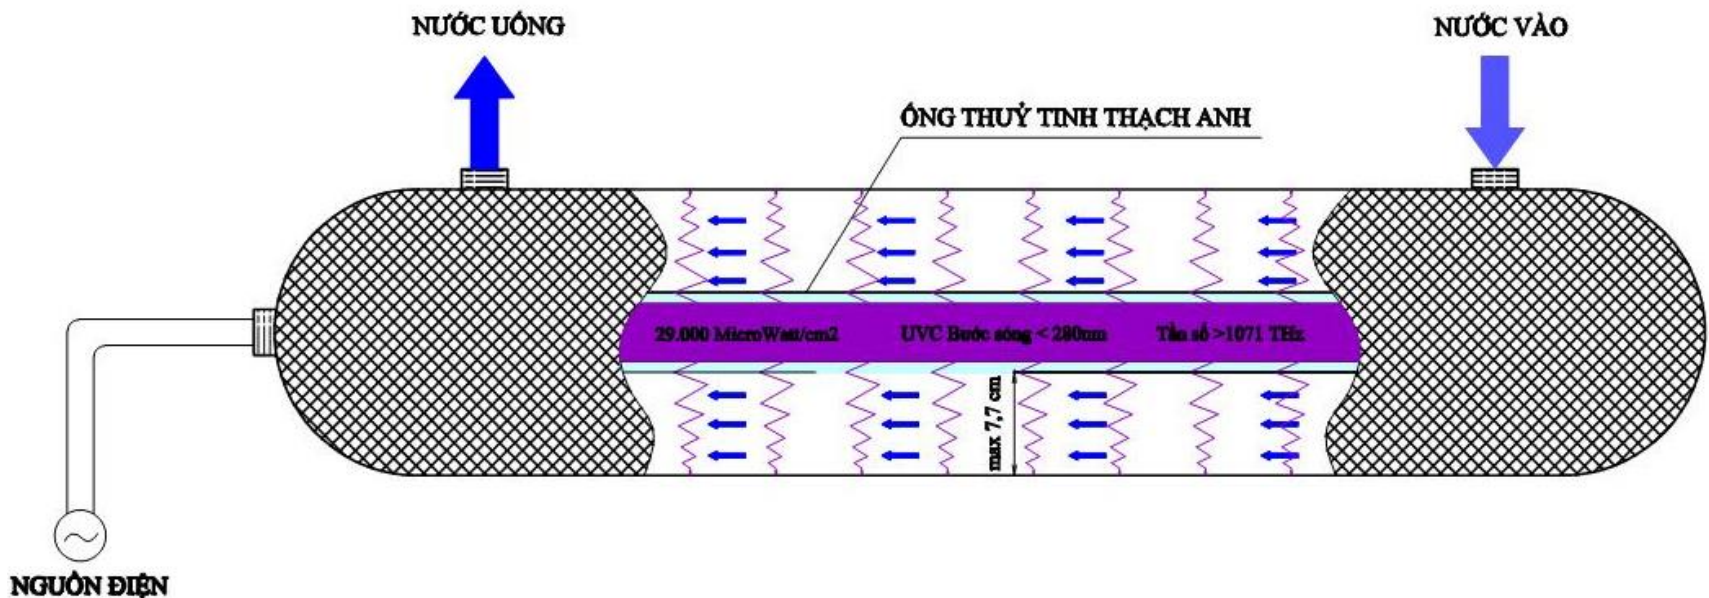 NƯỚC UỐNG
NƯỚC VÀO
ỐNG THUỶ TINH THẠCH ANH
29.000 MicroWatt/cm2 UVC Bước sóng < 280nm Tần số >1071 THz
max 7,7 cm
NGUỒN ĐIỆN